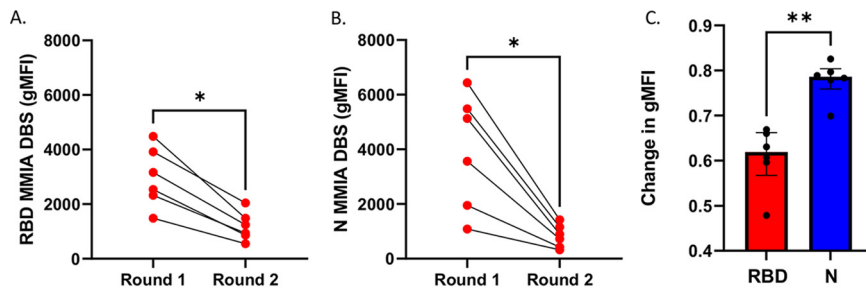 A.
RBD MMIA DBS (gMFI)
8000
6000
4000
2000
0
*
Round 1 Round 2
B.
N MMIA DBS (gMFI)
8000
6000
4000
2000
0
*
Round 1 Round 2
C.
Change in gMFI
0.9
0.8
0.7
0.6
0.5
0.4
**
RBD N